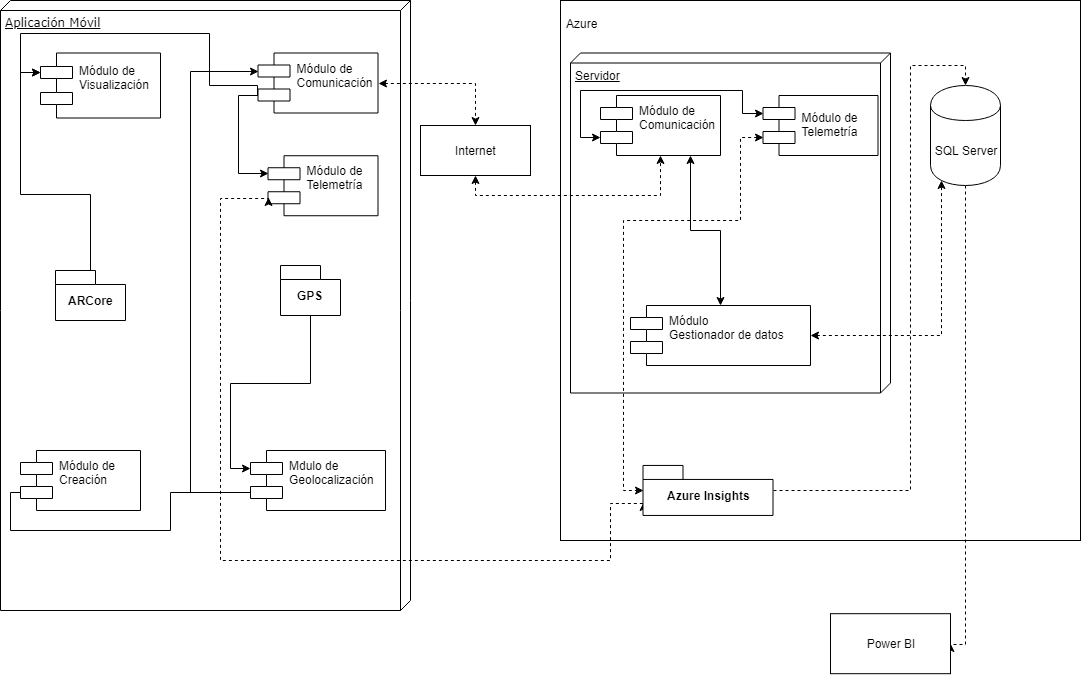 Aplicación Móvil
Módulo de
Visualización
Módulo de
Comunicación
Módulo de
Telemetría
ARCore
GPS
Módulo de
Creación
Mdulo de
Geolocalización
Internet
Azure
Servidor
Módulo de
Comunicación
Módulo de
Telemetría
SQL Server
Módulo
Gestionador de datos
Azure Insights
Power BI